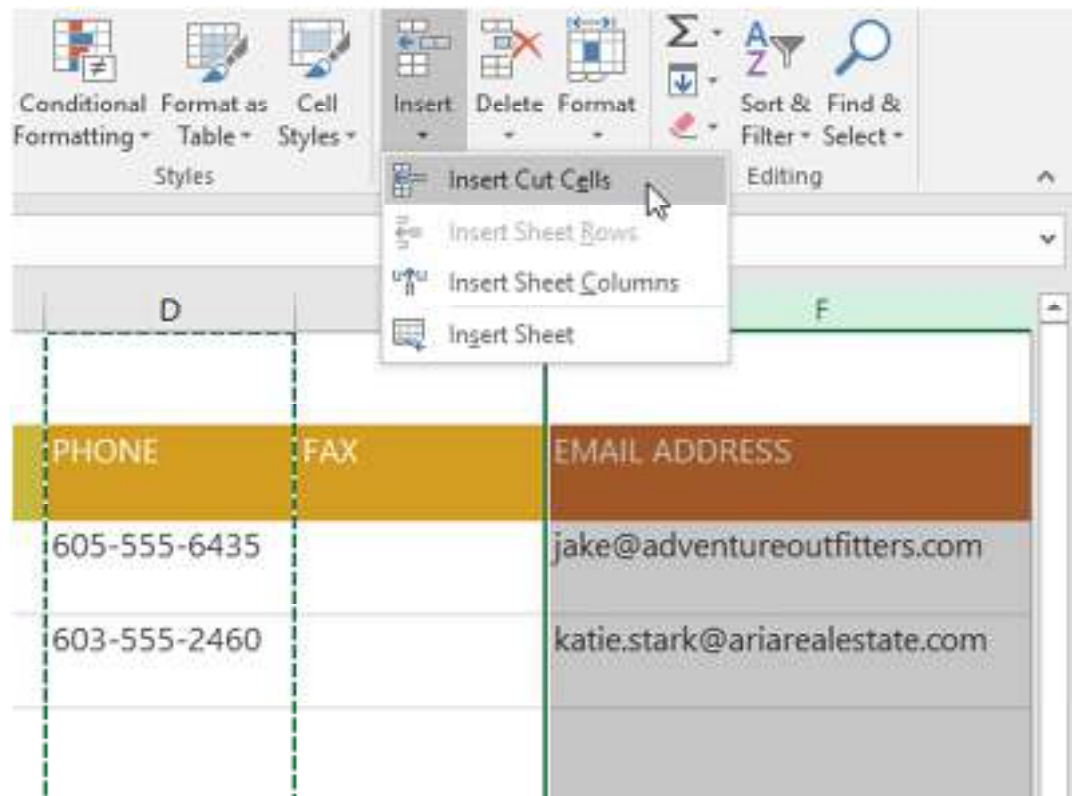 Conditional Formatting
Format as Table
Cell Styles
Insert
Delete
Format
Sort & Filter
Find & Select
Styles
Editing
Insert Cut Cells
Insert Sheet Rows
Insert Sheet Columns
Insert Sheet
D
F
PHONE
FAX
EMAIL ADDRESS
605-555-6435
jake@adventureoutfitters.com
603-555-2460
katie.stark@ariarealestate.com